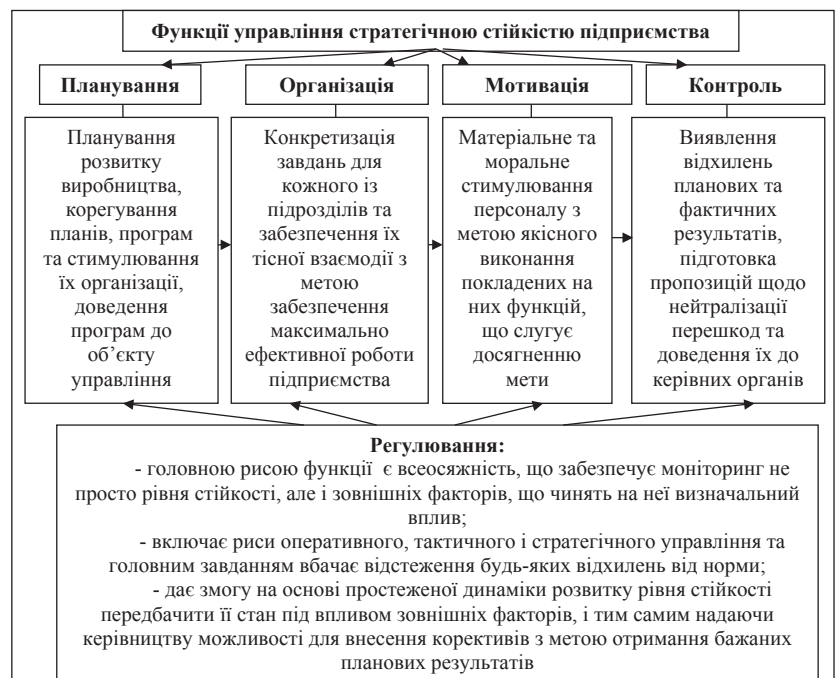 Функції управління стратегічною стійкістю підприємства
Планування
Організація
Мотивація
Контроль
Планування
розвитку
виробництва,
корегування
планів, програм
та стимулювання
їх організації,
доведення
програм до
об’єкту
управління
Конкретизація
завдань для
кожного із
підрозділів та
забезпечення їх
тісної взаємодії з
метою
забезпечення
максимально
ефективної роботи
підприємства
Матеріальне та
моральне
стимулювання
персоналу з
метою якісного
виконання
покладених на
них функцій,
що слугує
досягненню
мети
Виявлення
відхилень
планових та
фактичних
результатів,
підготовка
пропозицій щодо
нейтралізації
перешкод та
доведення їх до
керівних органів
Регулювання:
- головною рисою функції є всеосяжність, що забезпечує моніторинг не
просто рівня стійкості, але і зовнішніх факторів, що чинять на неї визначальний
вплив;
- включає риси оперативного, тактичного і стратегічного управління та
головним завданням вбачає відстеження будь-яких відхилень від норми;
- дає змогу на основі простеженої динаміки розвитку рівня стійкості
передбачити її стан під впливом зовнішніх факторів, і тим самим надаючи
керівництву можливості для внесення корективів з метою отримання бажаних
планових результатів